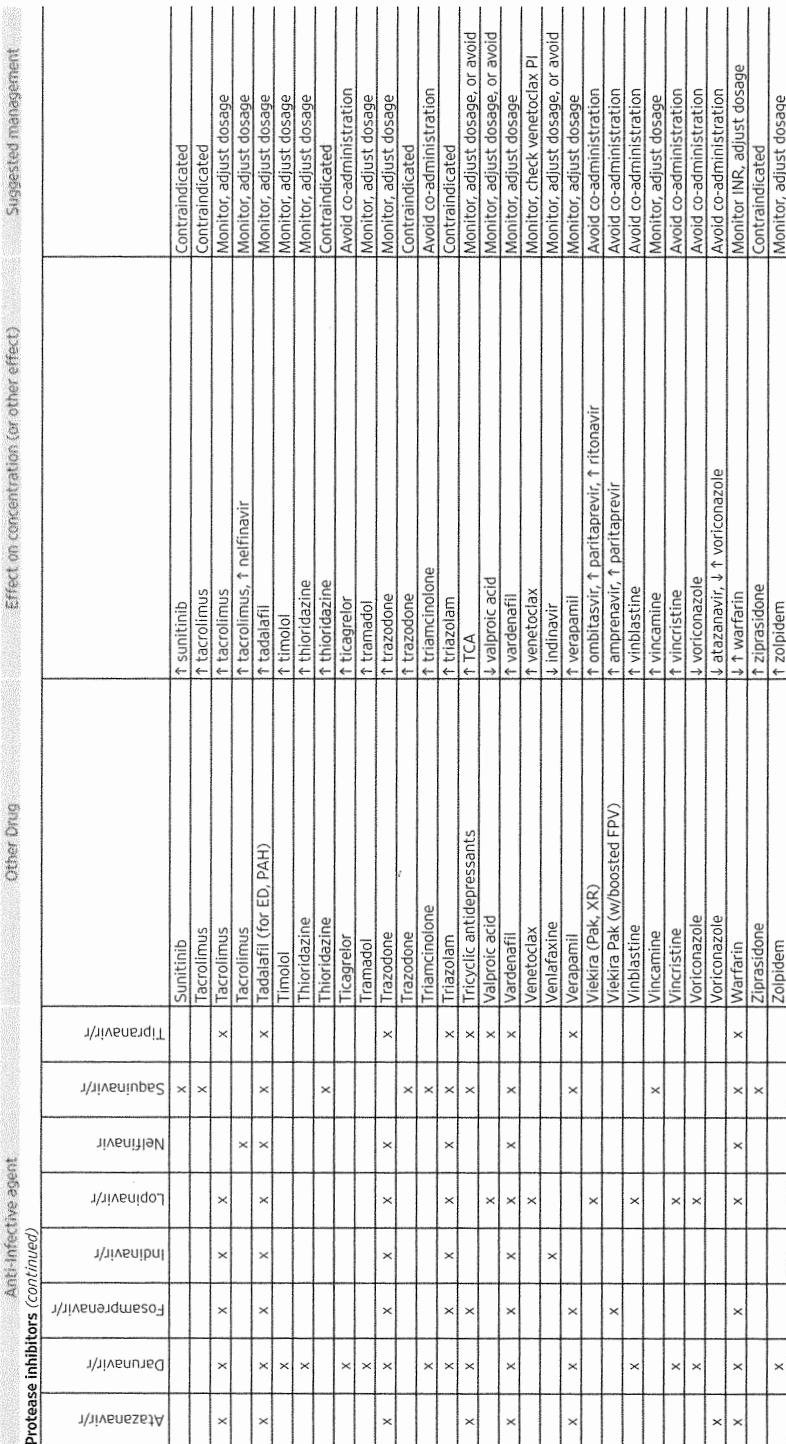 Anti-Infective agent Other Drug Effect on concentration (or other effect) Suggested management
Protease inhibitors (continued)
Atazanavir/r Darunavir/r Fosamprenavir/r Indinavir/r Lopinavir/r Nelfinavir Saquinavir/r Tipranavir/r
x Sunitinib ↑ sunitinib Contraindicated
x Tacrolimus ↑ tacrolimus Contraindicated
x x x x x x Tacrolimus ↑ tacrolimus Monitor, adjust dosage
x Tacrolimus ↑ tacrolimus, ↑ nelfinavir Monitor, adjust dosage
x x x x x x x x Tadalafil (for ED, PAH) ↑ tadalafil Monitor, adjust dosage
x Timolol ↑ timolol Monitor, adjust dosage
x Thioridazine ↑ thioridazine Monitor, adjust dosage
x Thioridazine ↑ thioridazine Contraindicated
x Ticagrelor ↑ ticagrelor Avoid co-administration
x Tramadol ↑ tramadol Monitor, adjust dosage
x x x x x x x Trazodone ↑ trazodone Monitor, adjust dosage
x Trazodone ↑ trazodone Contraindicated
x x Triamcinolone ↑ triamcinolone Avoid co-administration
x x x x x x x Triazolam ↑ triazolam Contraindicated
x x x x x Tricyclic antidepressants ↑ TCA Monitor, adjust dosage, or avoid
x x Valproic acid ↓ valproic acid Monitor, adjust dosage, or avoid
x x x x x x x x Vardenafil ↑ vardenafil Monitor, adjust dosage
x Venetoclax ↑ venetoclax Monitor, check venetoclax PI
x Venlafaxine ↓ indinavir Monitor, adjust dosage, or avoid
x x x x x Verapamil ↑ verapamil Monitor, adjust dosage
x Viekira (Pak, XR) ↑ ombitasvir, ↑ paritaprevir, ↑ ritonavir Avoid co-administration
x Viekira Pak (w/boosted FPV) ↑ amprenavir, ↑ paritaprevir Avoid co-administration
x x Vinblastine ↑ vinblastine Avoid co-administration
x Vincamine ↑ vincamine Monitor, adjust dosage
x x Vincristine ↑ vincristine Avoid co-administration
x x Voriconazole ↓ voriconazole Avoid co-administration
x Voriconazole ↓ atazanavir, ↓ ↑ voriconazole Avoid co-administration
x x x x x x x Warfarin ↓ ↑ warfarin Monitor INR, adjust dosage
x Ziprasidone ↑ ziprasidone Contraindicated
x Zolpidem ↑ zolpidem Monitor, adjust dosage